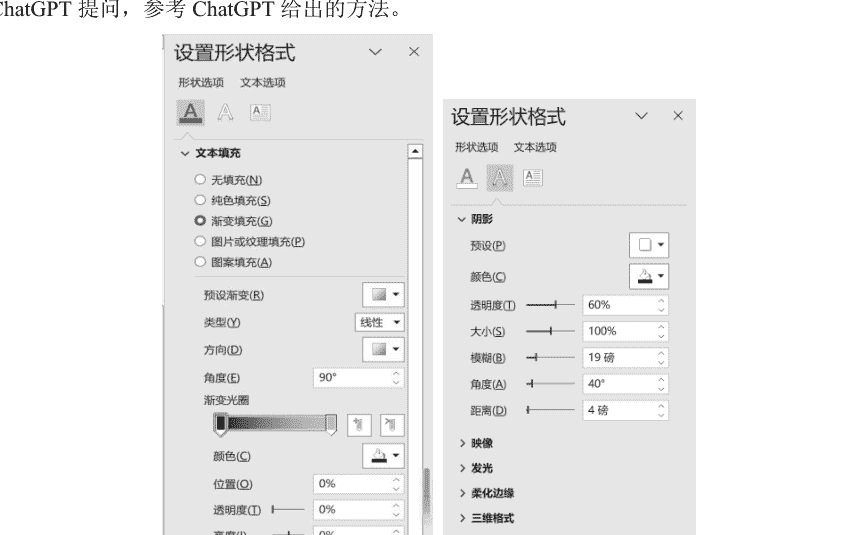 ChatGPT 提问，参考 ChatGPT 给出的方法。
设置形状格式
形状选项 文本选项
文本填充
无填充(N)
纯色填充(S)
渐变填充(G)
图片或纹理填充(P)
图案填充(A)
预设渐变(R)
类型(Y) 线性
方向(D)
角度(E) 90°
渐变光圈
颜色(C)
位置(O) 0%
透明度(T) 0%
亮度(I) 0%
设置形状格式
形状选项 文本选项
阴影
预设(P)
颜色(C)
透明度(T) 60%
大小(S) 100%
模糊(B) 19 磅
角度(A) 40°
距离(D) 4 磅
映像
发光
柔化边缘
三维格式